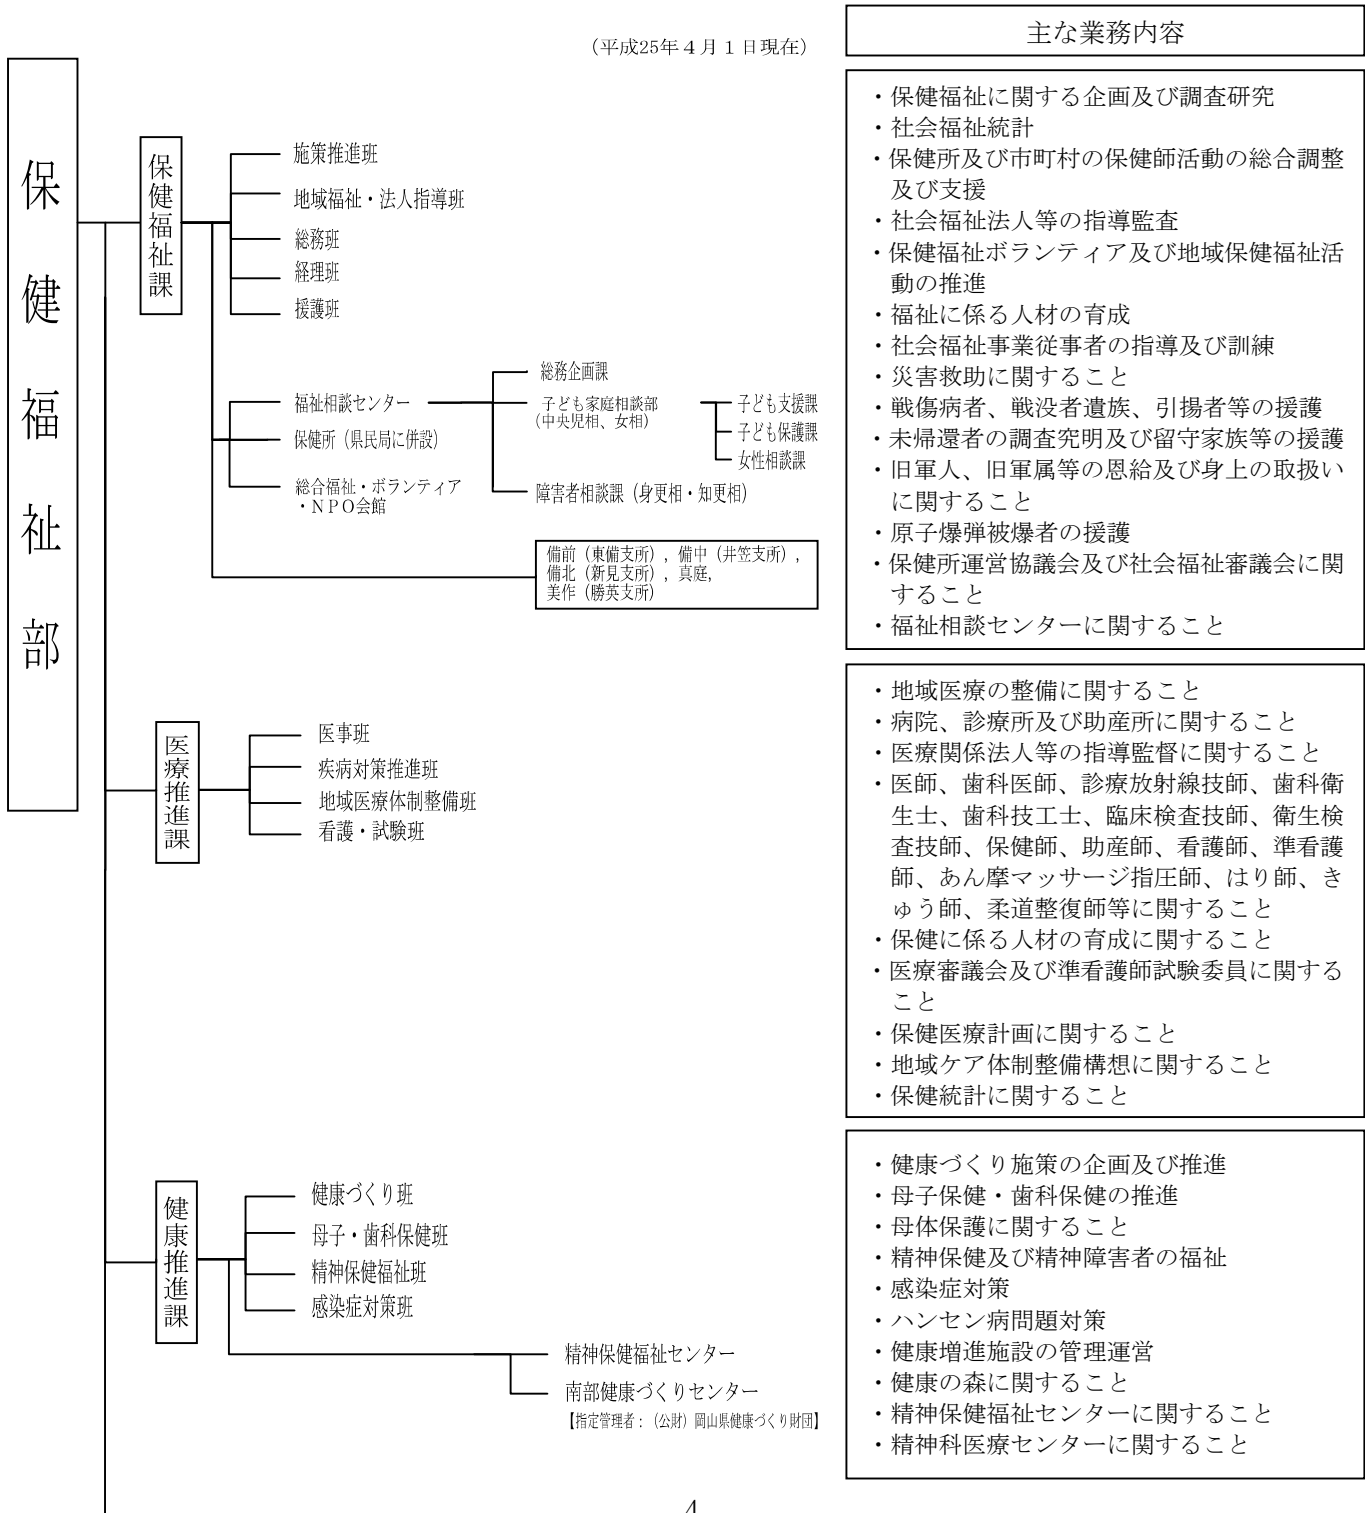 （平成25年４月１日現在）
主な業務内容
保健福祉部
保健福祉課
施策推進班
地域福祉・法人指導班
総務班
経理班
援護班
福祉相談センター
保健所（県民局に併設）
総合福祉・ボランティア
・ＮＰＯ会館
総務企画課
子ども家庭相談部
（中央児相、女相）
障害者相談課（身更相・知更相）
子ども支援課
子ども保護課
女性相談課
備前（東備支所），備中（井笠支所），
備北（新見支所），真庭，
美作（勝英支所）
・保健福祉に関する企画及び調査研究
・社会福祉統計
・保健所及び市町村の保健師活動の総合調整
及び支援
・社会福祉法人等の指導監査
・保健福祉ボランティア及び地域保健福祉活
動の推進
・福祉に係る人材の育成
・社会福祉事業従事者の指導及び訓練
・災害救助に関すること
・戦傷病者、戦没者遺族、引揚者等の援護
・未帰還者の調査究明及び留守家族等の援護
・旧軍人、旧軍属等の恩給及び身上の取扱い
に関すること
・原子爆弾被爆者の援護
・保健所運営協議会及び社会福祉審議会に関
すること
・福祉相談センターに関すること
医療推進課
医事班
疾病対策推進班
地域医療体制整備班
看護・試験班
・地域医療の整備に関すること
・病院、診療所及び助産所に関すること
・医療関係法人等の指導監督に関すること
・医師、歯科医師、診療放射線技師、歯科衛
生士、歯科技工士、臨床検査技師、衛生検
査技師、保健師、助産師、看護師、準看護
師、あん摩マッサージ指圧師、はり師、き
ゅう師、柔道整復師等に関すること
・保健に係る人材の育成に関すること
・医療審議会及び準看護師試験委員に関する
こと
・保健医療計画に関すること
・地域ケア体制整備構想に関すること
・保健統計に関すること
健康推進課
健康づくり班
母子・歯科保健班
精神保健福祉班
感染症対策班
精神保健福祉センター
南部健康づくりセンター
【指定管理者：（公財）岡山県健康づくり財団】
・健康づくり施策の企画及び推進
・母子保健・歯科保健の推進
・母体保護に関すること
・精神保健及び精神障害者の福祉
・感染症対策
・ハンセン病問題対策
・健康増進施設の管理運営
・健康の森に関すること
・精神保健福祉センターに関すること
・精神科医療センターに関すること
4